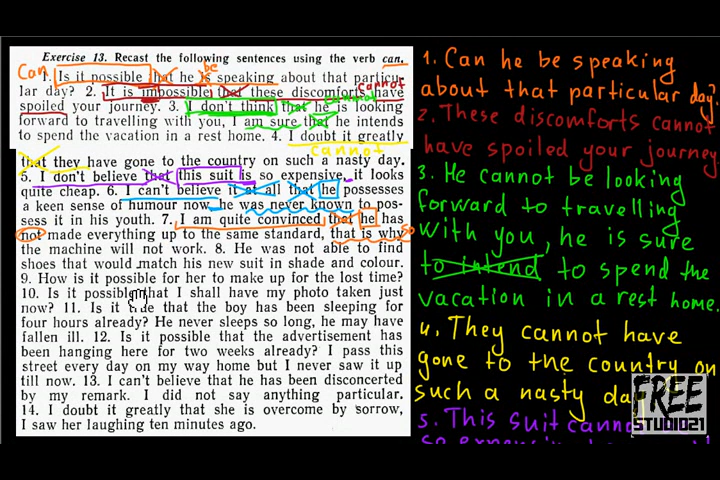 Exercise 13. Recast the following sentences using the verb can.
Can be
1. Is it possible that he is speaking about that particu-
cannot
lar day? 2. It is impossible that these discomforts have
cannot
spoiled your journey. 3. I don't think that he is looking
forward to travelling with you, I am sure that he intends
to spend the vacation in a rest home. 4. I doubt it greatly
cannot
that they have gone to the country on such a nasty day.
5. I don't believe that this suit is so expensive, it looks
quite cheap. 6. I can't believe it at all that he possesses
a keen sense of humour now, he was never known to pos-
sess it in his youth. 7. I am quite convinced that he has
so
not made everything up to the same standard, that is why
the machine will not work. 8. He was not able to find
shoes that would match his new suit in shade and colour.
9. How is it possible for her to make up for the lost time?
10. Is it possible that I shall have my photo taken just
now? 11. Is it that the boy has been sleeping for
four hours already? He never sleeps so long, he may have
fallen ill. 12. Is it possible that the advertisement has
been hanging here for two weeks already? I pass this
street every day on my way home but I never saw it up
till now. 13. I can't believe that he has been disconcerted
by my remark. I did not say anything particular.
14. I doubt it greatly that she is overcome by sorrow,
I saw her laughing ten minutes ago.
1. Can he be speaking
about that particular day?
2. These discomforts cannot
have spoiled your journey
3. He cannot be looking
forward to travelling
with you, he is sure
to intend to spend the
vacation in a rest home.
4. They cannot have
gone to the country on
such a nasty
5. This suit
FREE
STUDIO21